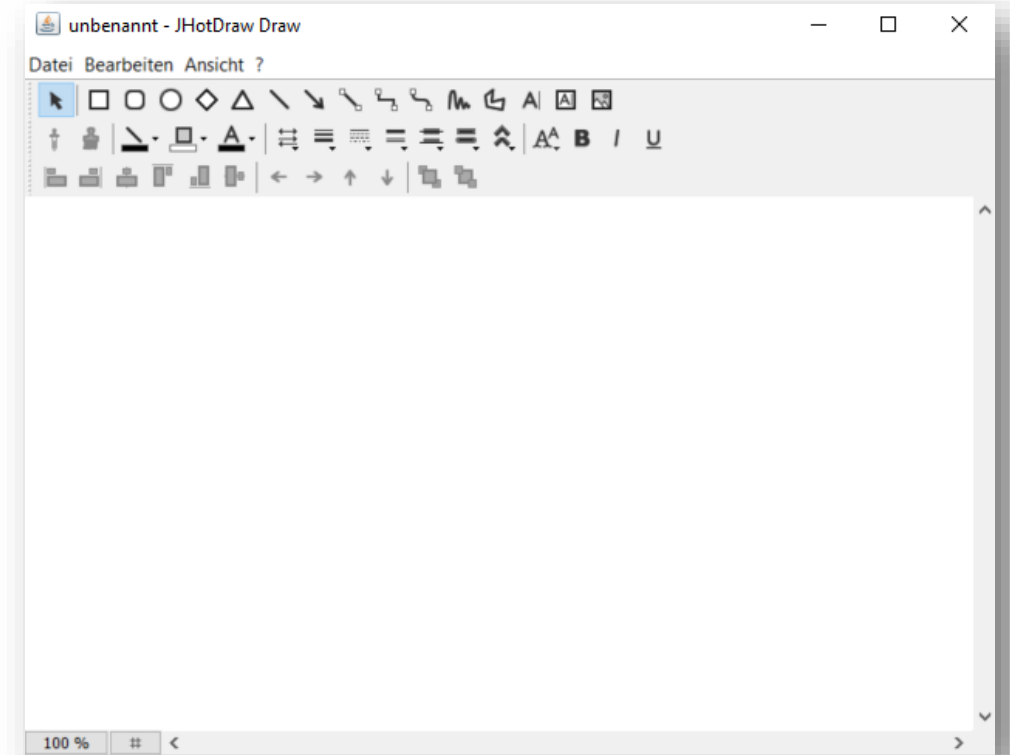 unbenannt - JHotDraw Draw
Datei Bearbeiten Ansicht ?
A A
A A B I U
100 %